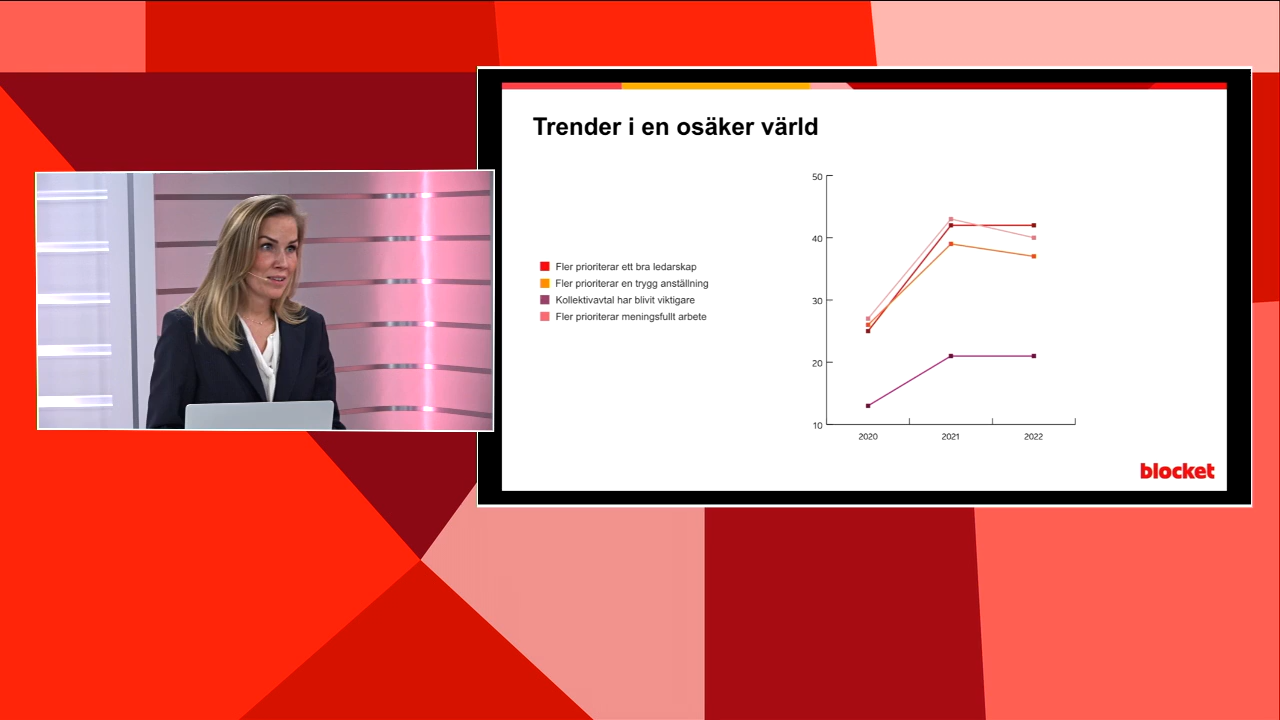 Trender i en osäker värld
Fler prioriterar ett bra ledarskap
Fler prioriterar en trygg anställning
Kollektivavtal har blivit viktigare
Fler prioriterar meningsfullt arbete
50
40
30
20
10
2020 2021 2022
blocket